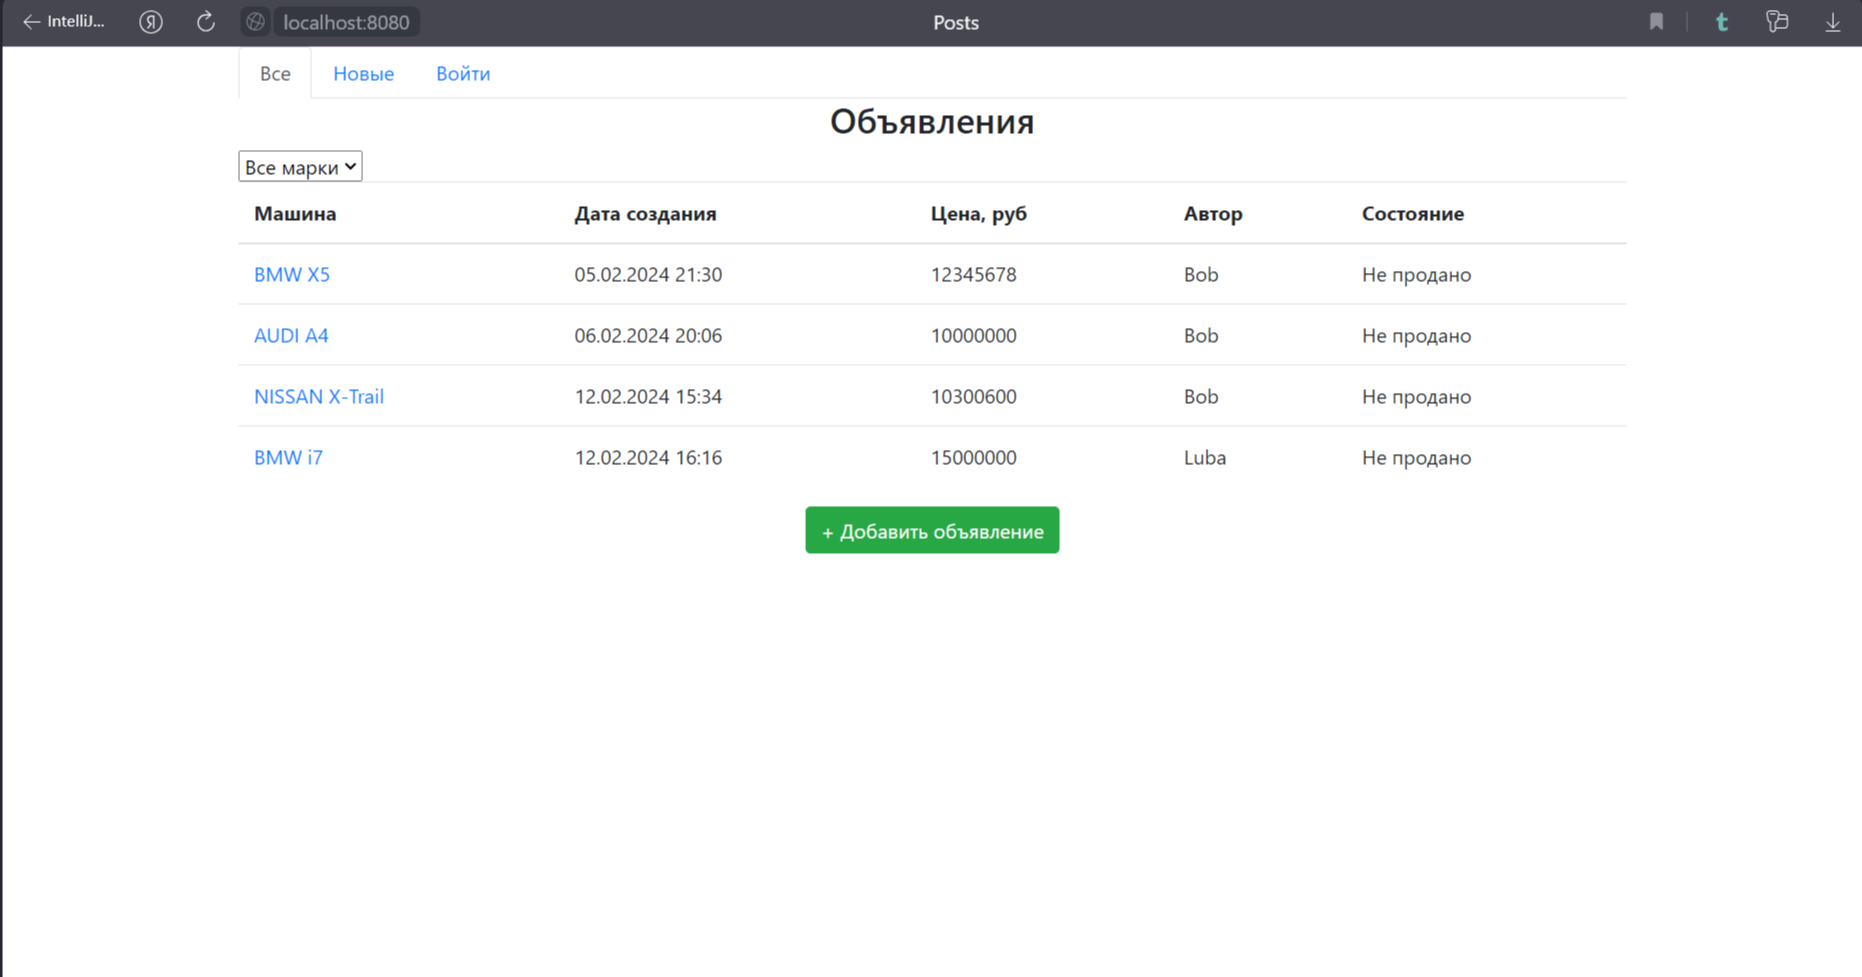 ← IntelliJ... Я localhost:8080 Posts t
Все Новые Войти
Объявления
Все марки
Машина Дата создания Цена, руб Автор Состояние
BMW X5 05.02.2024 21:30 12345678 Bob Не продано
AUDI A4 06.02.2024 20:06 10000000 Bob Не продано
NISSAN X-Trail 12.02.2024 15:34 10300600 Bob Не продано
BMW i7 12.02.2024 16:16 15000000 Luba Не продано
+ Добавить объявление